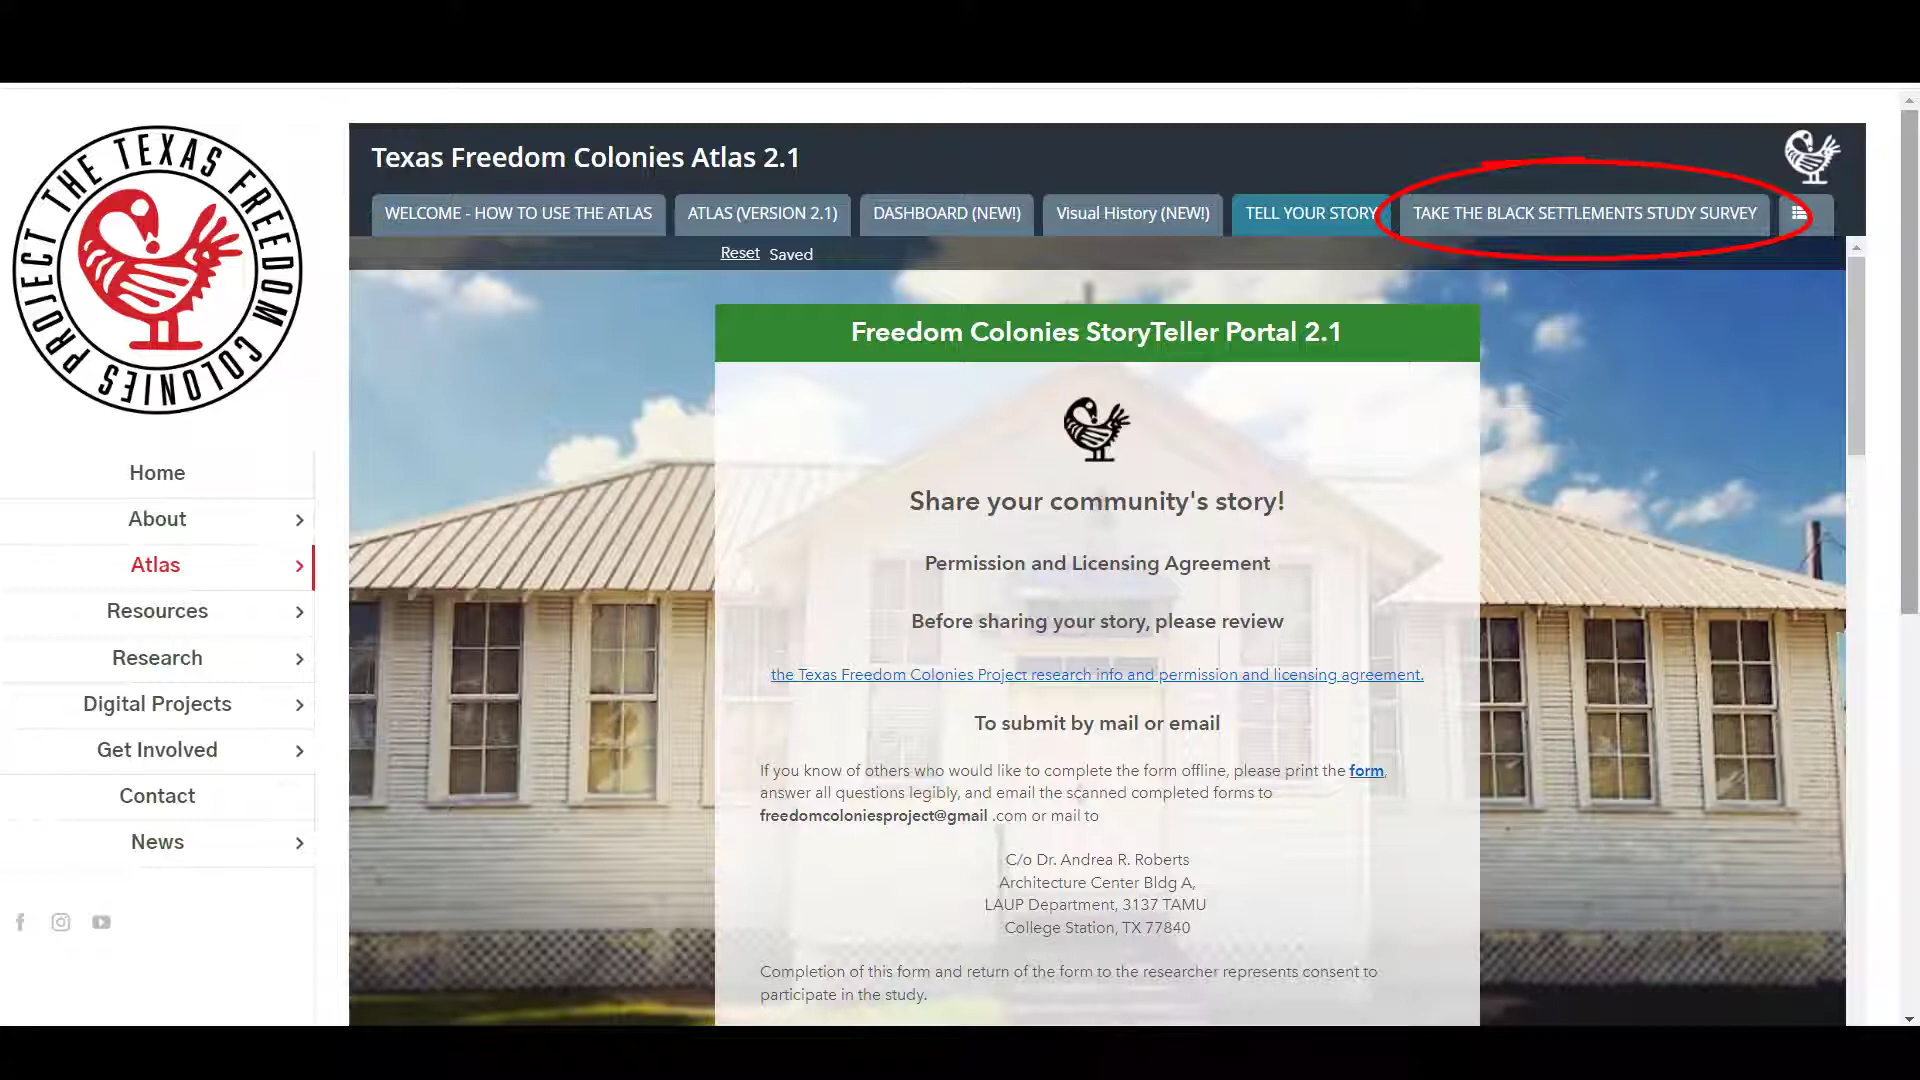 THE TEXAS FREEDOM COLONIES PROJECT
Home
About
Atlas
Resources
Research
Digital Projects
Get Involved
Contact
News
Texas Freedom Colonies Atlas 2.1
WELCOME - HOW TO USE THE ATLAS
ATLAS (VERSION 2.1)
DASHBOARD (NEW!)
Visual History (NEW!)
TELL YOUR STORY
TAKE THE BLACK SETTLEMENTS STUDY SURVEY
Reset Saved
Freedom Colonies StoryTeller Portal 2.1
Share your community's story!
Permission and Licensing Agreement
Before sharing your story, please review
the Texas Freedom Colonies Project research info and permission and licensing agreement.
To submit by mail or email
If you know of others who would like to complete the form offline, please print the form,
answer all questions legibly, and email the scanned completed forms to
freedomcoloniesproject@gmail .com or mail to
C/o Dr. Andrea R. Roberts
Architecture Center Bldg A,
LAUP Department, 3137 TAMU
College Station, TX 77840
Completion of this form and return of the form to the researcher represents consent to
participate in the study.